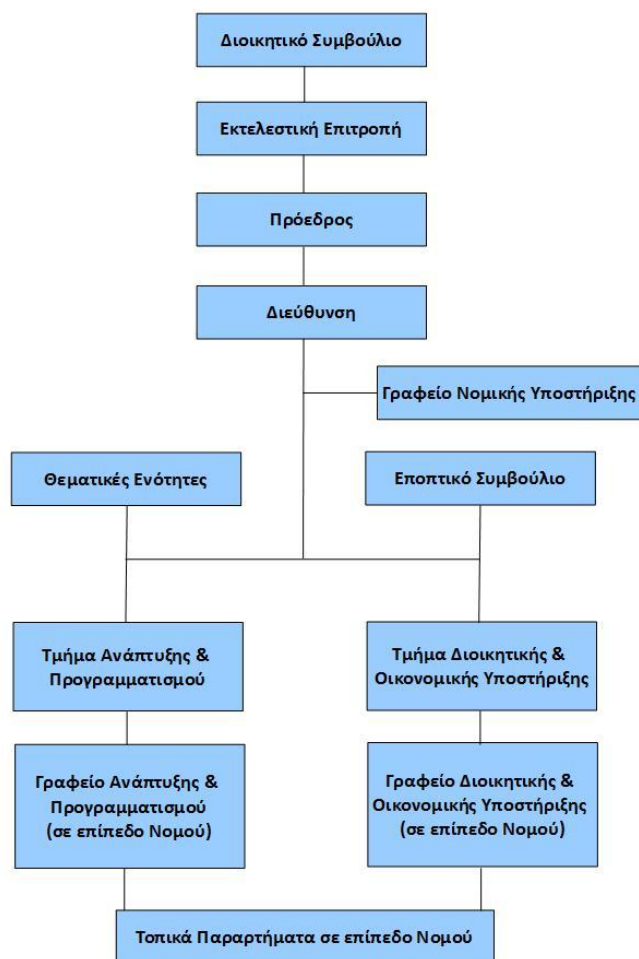 Διοικητικό Συμβούλιο
Εκτελεστική Επιτροπή
Πρόεδρος
Διεύθυνση
Γραφείο Νομικής Υποστήριξης
Θεματικές Ενότητες
Εποπτικό Συμβούλιο
Τμήμα Ανάπτυξης &
Προγραμματισμού
Τμήμα Διοικητικής &
Οικονομικής Υποστήριξης
Γραφείο Ανάπτυξης &
Προγραμματισμού
(σε επίπεδο Νομού)
Γραφείο Διοικητικής &
Οικονομικής Υποστήριξης
(σε επίπεδο Νομού)
Τοπικά Παραρτήματα σε επίπεδο Νομού